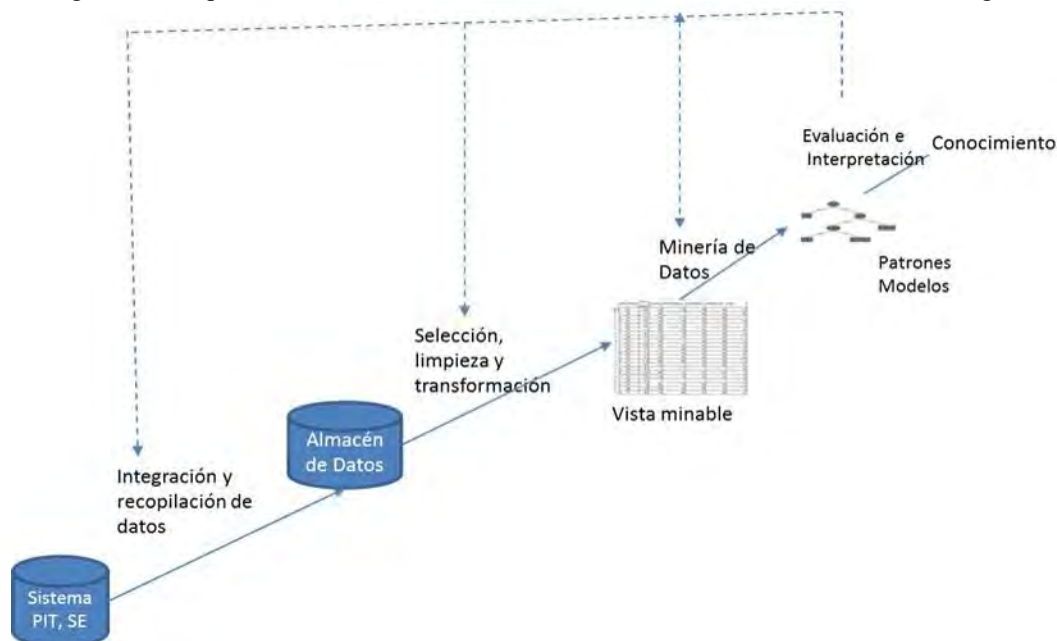 Evaluación e
Interpretación
Conocimiento
Minería de
Datos
Patrones
Modelos
Selección,
limpieza y
transformación
Vista minable
Almacén
de Datos
Integración y
recopilación de
datos
Sistema
PIT, SE